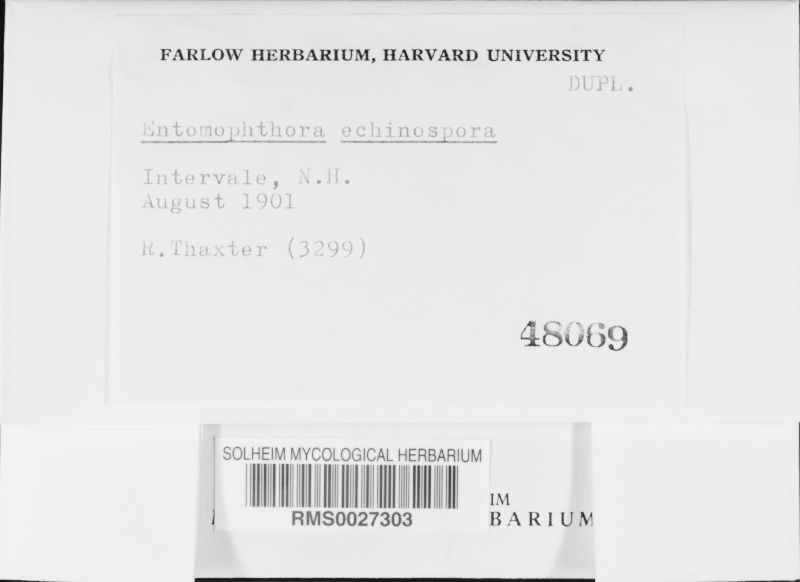 FARLOW HERBARIUM, HARVARD UNIVERSITY
DUPL.
Entomophthora echinospora
Intervale, N.H.
August 1901
R.Thaxter (3299)
48069
SOLHEIM MYCOLOGICAL HERBARIUM
RMS0027303
IM
BARIUM